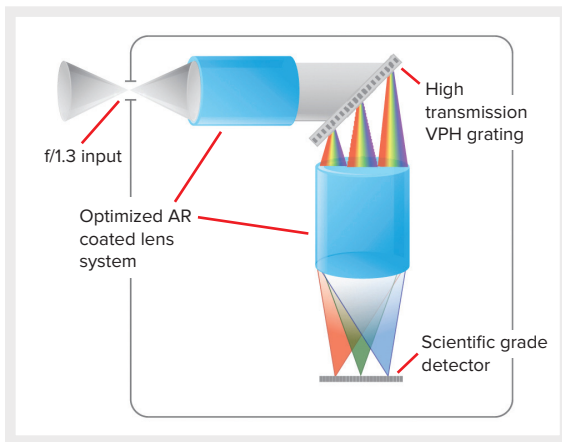 High
transmission
VPH grating
f/1.3 input
Optimized AR
coated lens
system
Scientific grade
detector